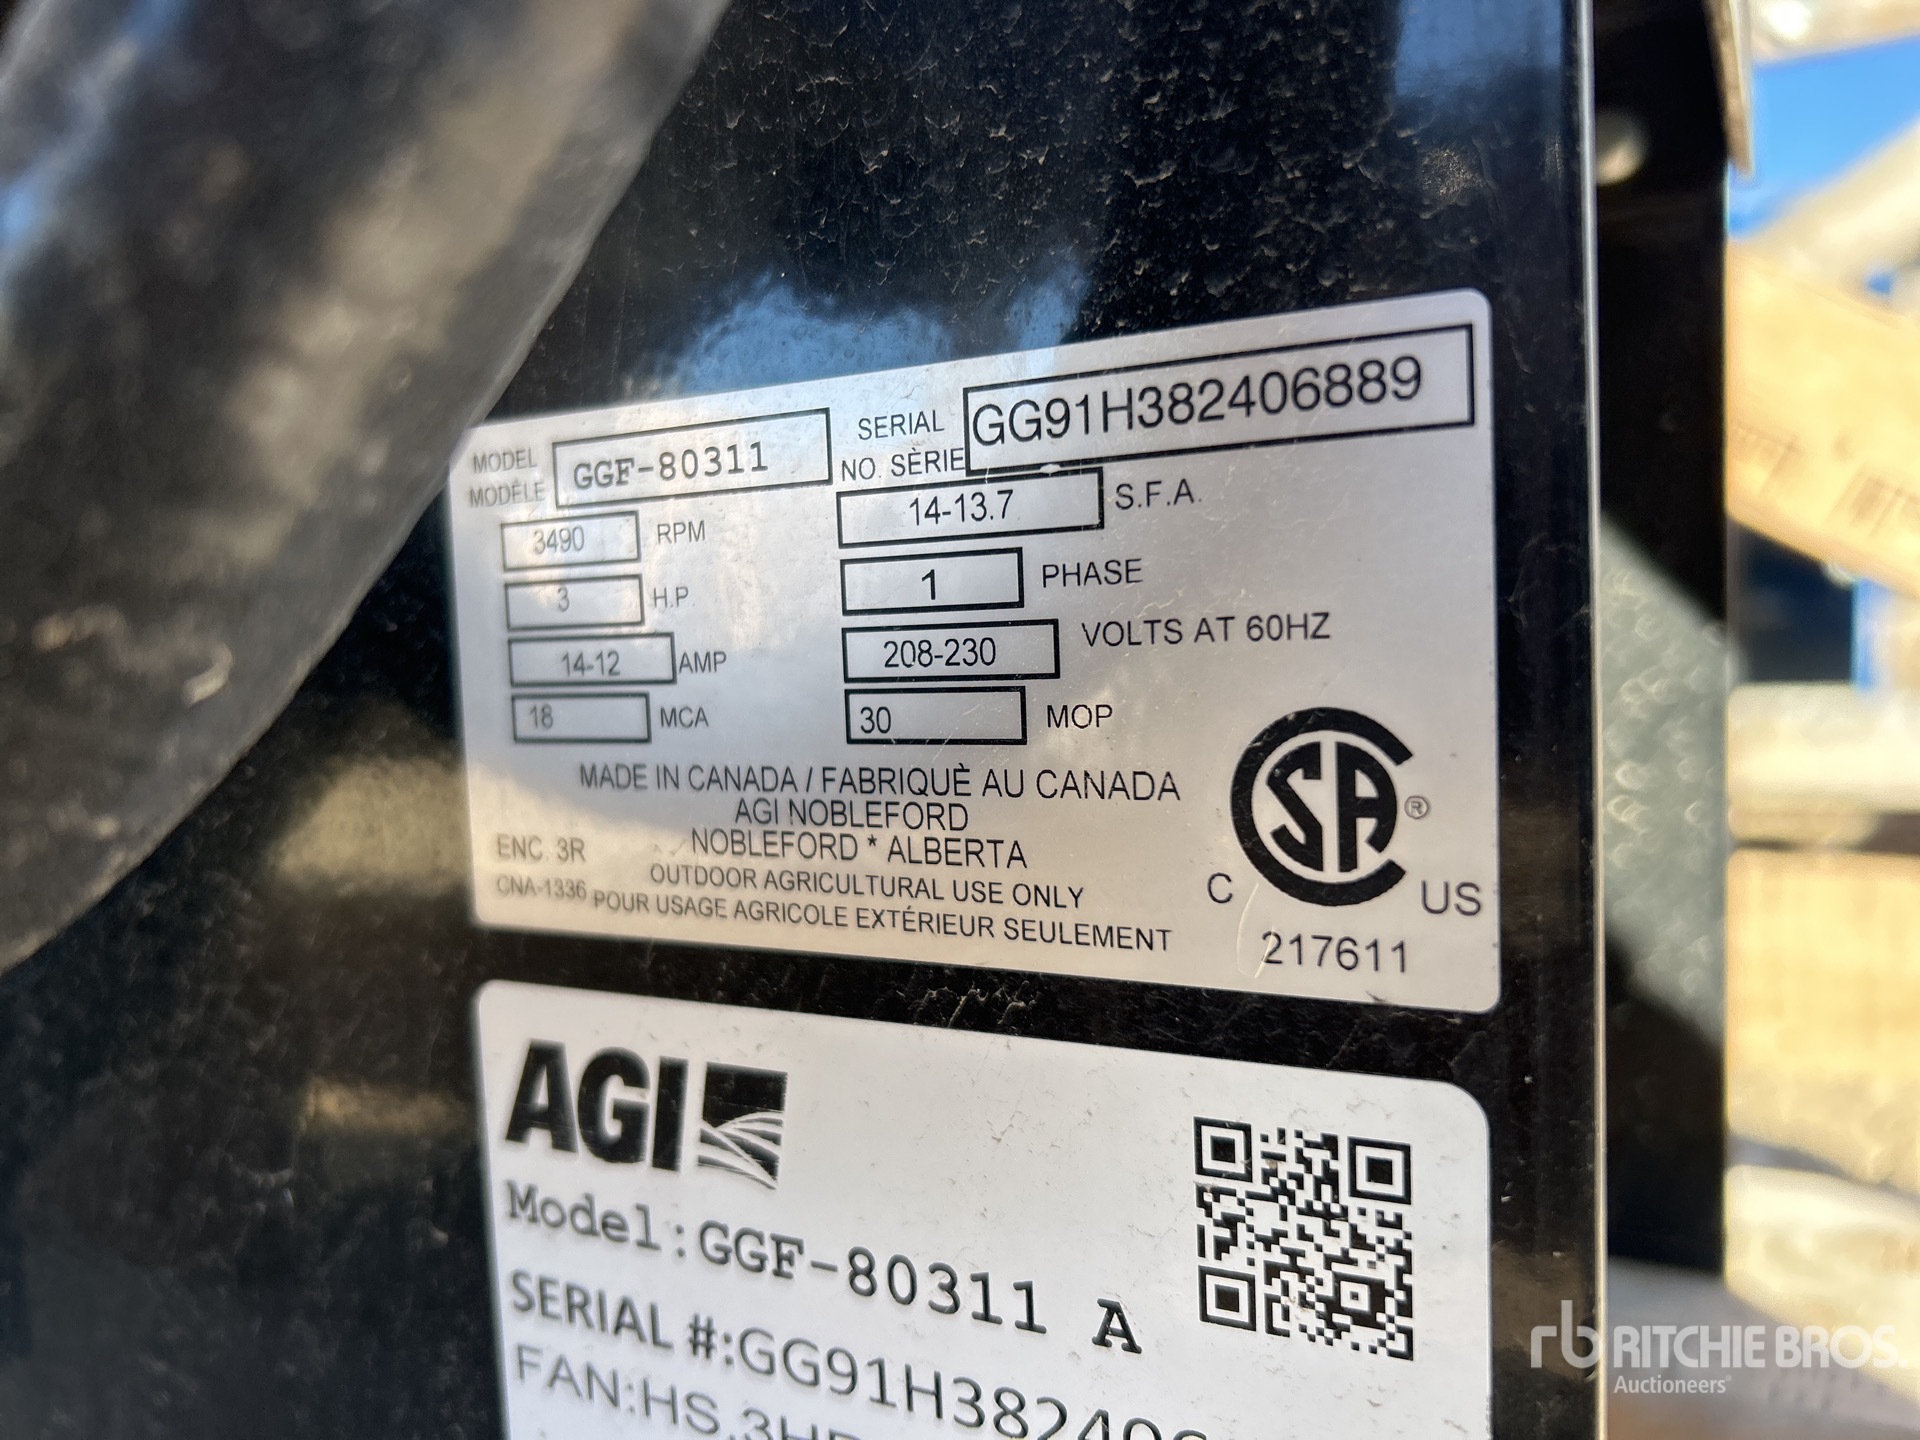 MODEL GGF-80311 SERIAL GG91H382406889
MODÈLE NO. SÈRIE
3490 RPM 14-13.7 S.F.A.
3 H.P. 1 PHASE
14-12 AMP 208-230 VOLTS AT 60HZ
18 MCA 30 MOP
MADE IN CANADA / FABRIQUÈ AU CANADA
AGI NOBLEFORD
ENC. 3R NOBLEFORD * ALBERTA
CNA-1336 OUTDOOR AGRICULTURAL USE ONLY
POUR USAGE AGRICOLE EXTÉRIEUR SEULEMENT
C SA ® US
217611
AGI
Model:GGF-80311 A
SERIAL #:GG91H382406
FAN:HS,3HP
rb RITCHIE BROS.
Auctioneers